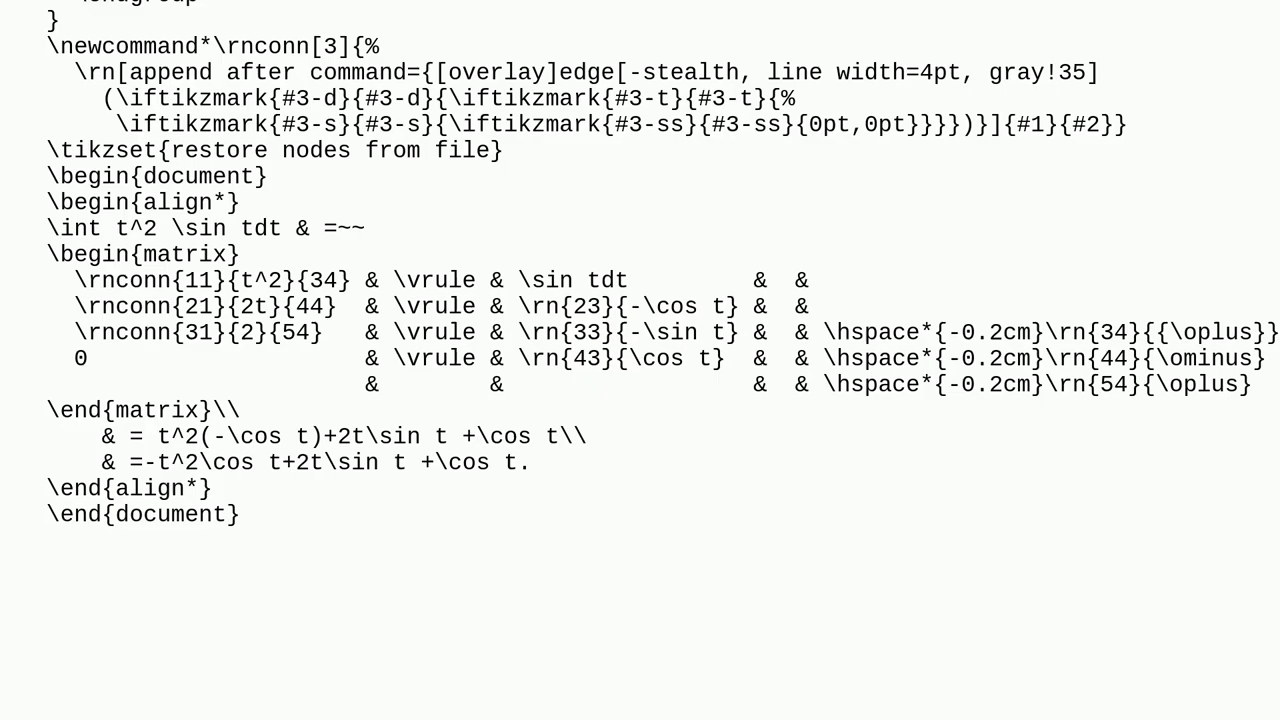 }
\newcommand*\rnconn[3]{%
  \rn[append after command={[overlay]edge[-stealth, line width=4pt, gray!35]
    (\iftikzmark{#3-d}{#3-d}{\iftikzmark{#3-t}{#3-t}{%
     \iftikzmark{#3-s}{#3-s}{\iftikzmark{#3-ss}{#3-ss}{0pt,0pt}}}})}]{#1}{#2}}
\tikzset{restore nodes from file}
\begin{document}
\begin{align*}
\int t^2 \sin tdt & =~~
\begin{matrix}
  \rnconn{11}{t^2}{34} & \vrule & \sin tdt         &  &
  \rnconn{21}{2t}{44}  & \vrule & \rn{23}{-\cos t} &  &
  \rnconn{31}{2}{54}   & \vrule & \rn{33}{-\sin t} &  & \hspace*{-0.2cm}\rn{34}{{\oplus}}
  0                    & \vrule & \rn{43}{\cos t}  &  & \hspace*{-0.2cm}\rn{44}{\ominus}
                       &        &                  &  & \hspace*{-0.2cm}\rn{54}{\oplus}
\end{matrix}\\
    & = t^2(-\cos t)+2t\sin t +\cos t\\
    & =-t^2\cos t+2t\sin t +\cos t.
\end{align*}
\end{document}